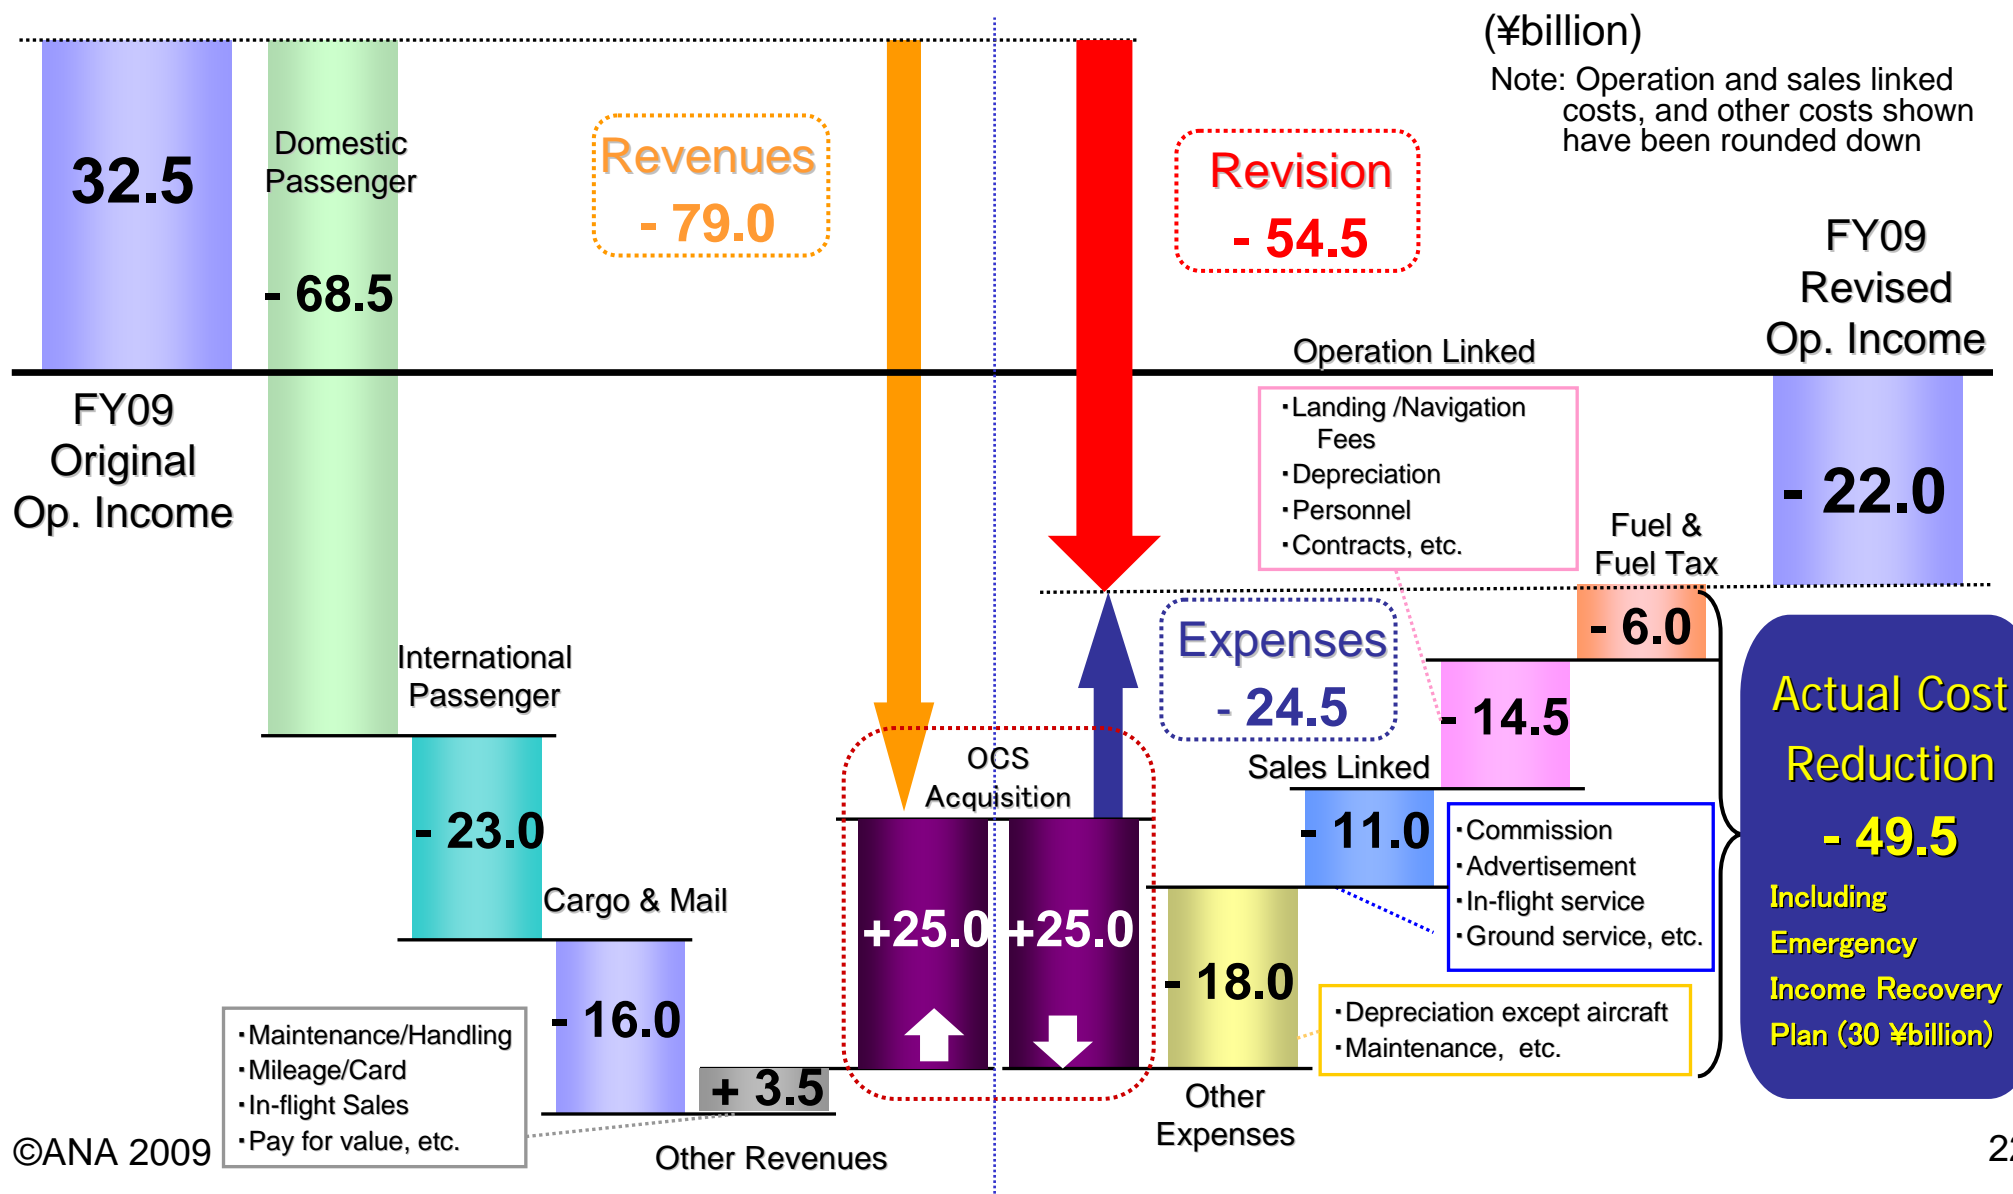 (¥billion)
Note: Operation and sales linked
costs, and other costs shown
have been rounded down
32.5
FY09
Original
Op. Income
Domestic
Passenger
- 68.5
International
Passenger
- 23.0
Cargo & Mail
- 16.0
+ 3.5
Other Revenues
・Maintenance/Handling
・Mileage/Card
・In-flight Sales
・Pay for value, etc.
Revenues
- 79.0
Revision
- 54.5
OCS
Acquisition
+25.0
+25.0
Expenses
- 24.5
- 18.0
Other
Expenses
・Depreciation except aircraft
・Maintenance, etc.
Sales Linked
- 11.0
・Commission
・Advertisement
・In-flight service
・Ground service, etc.
Operation Linked
・Landing /Navigation
Fees
・Depreciation
・Personnel
・Contracts, etc.
- 14.5
Fuel &
Fuel Tax
- 6.0
FY09
Revised
Op. Income
- 22.0
Actual Cost
Reduction
- 49.5
Including
Emergency
Income Recovery
Plan (30 ¥billion)
©ANA 2009